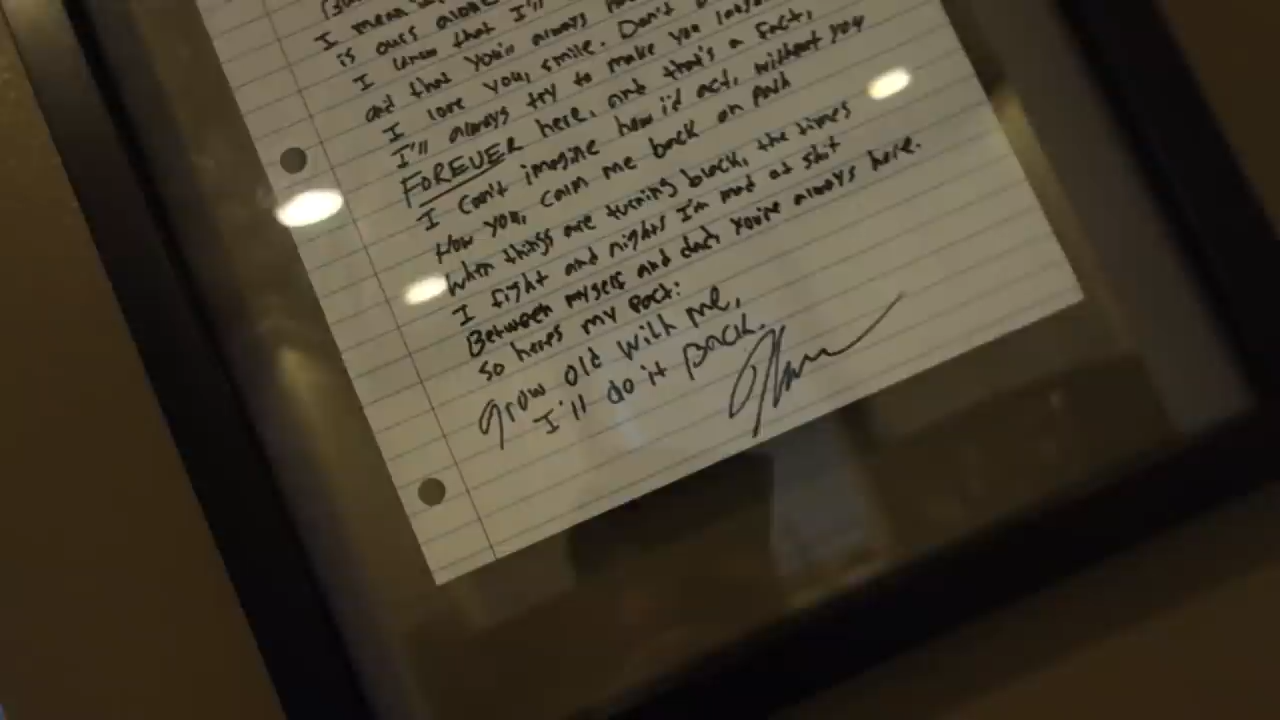 I mean
is ours alone
I know that I'll
and that you're always
I love you, smile. Don't
I'll always try to make you laugh
FOREVER here, and that's a fact,
I can't imagine how i'd act, without you
How you, calm me back on path
When things are turning black, the times
I fight and nights I'm mad at shit
Between myself and dad, you're always here.
So here's my pact:
Grow old with me,
I'll do it back.